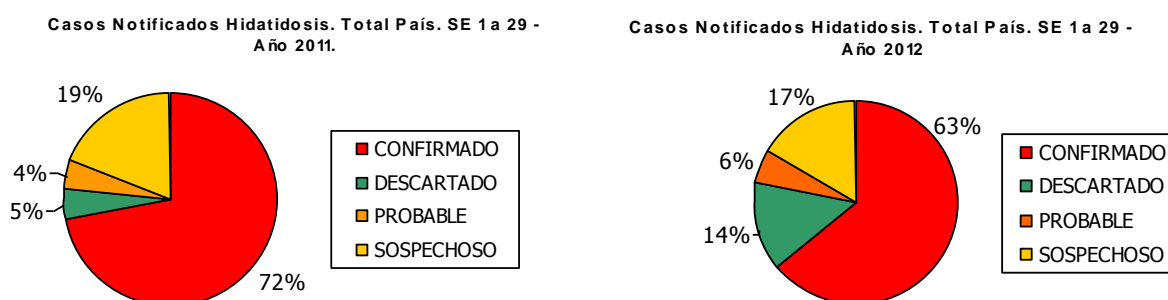 Casos Notificados Hidatidosis. Total País. SE 1 a 29 -
Año 2011.
19%
4%
5%
72%
CONFIRMADO
DESCARTADO
PROBABLE
SOSPECHOSO
Casos Notificados Hidatidosis. Total País. SE 1 a 29 -
Año 2012
17%
63%
6%
14%
CONFIRMADO
DESCARTADO
PROBABLE
SOSPECHOSO